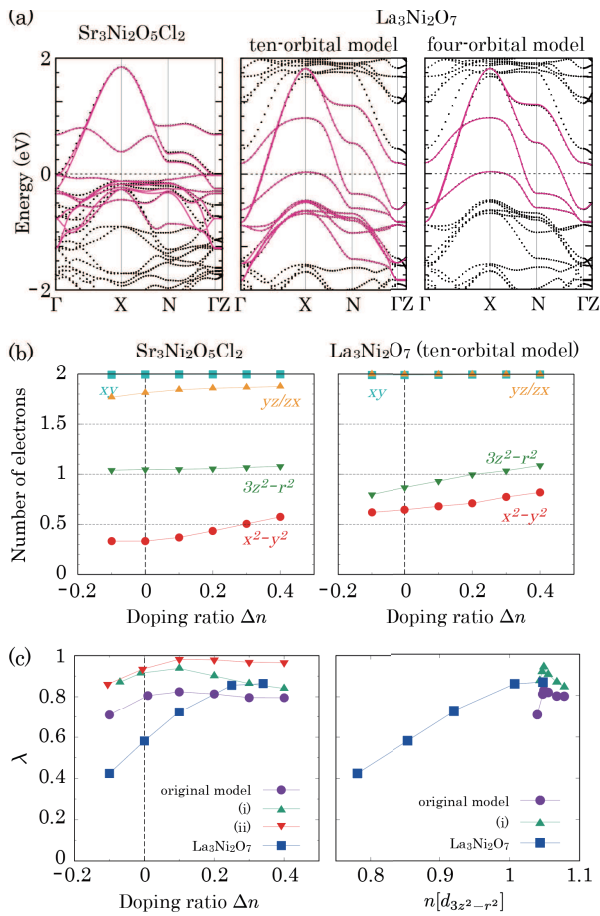 (a)
Sr₃Ni₂O₅Cl₂
La₃Ni₂O₇
ten-orbital model
four-orbital model
Energy (eV)
2
0
−2
Γ X N ΓZ
Γ X N ΓZ
Γ X N ΓZ
(b)
Sr₃Ni₂O₅Cl₂
La₃Ni₂O₇ (ten-orbital model)
Number of electrons
2
1.5
1
0.5
0
xy
yz/zx
3z²−r²
x²−y²
xy
yz/zx
3z²−r²
x²−y²
−0.2 0 0.2 0.4
−0.2 0 0.2 0.4
Doping ratio Δn
Doping ratio Δn
(c)
λ
1
0.8
0.6
0.4
0.2
0
original model
(i)
(ii)
La₃Ni₂O₇
original model
(i)
La₃Ni₂O₇
−0.2 0 0.2 0.4
0.8 0.9 1 1.1
Doping ratio Δn
n[d₃z²₋r²]